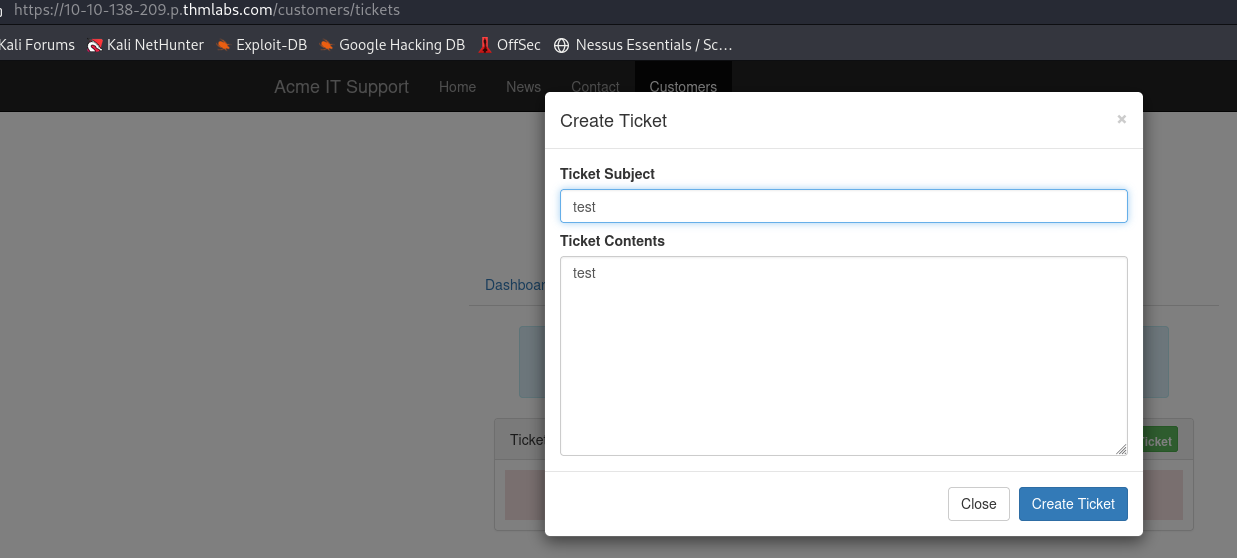 https://10-10-138-209.p.thmlabs.com/customers/tickets
Kali Forums Kali NetHunter Exploit-DB Google Hacking DB OffSec Nessus Essentials / Sc…
Acme IT Support Home News Contact Customers
Create Ticket ×
Ticket Subject
test
Ticket Contents
test
Dashboar
Ticke
icket
Close Create Ticket